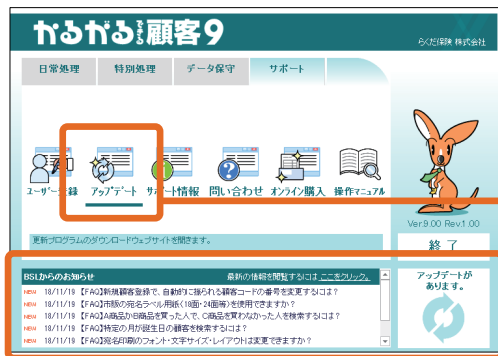 かるがるできる顧客9
らくだ保険 株式会社
日常処理 特別処理 データ保守 サポート
ユーザー登録 アップデート サポート情報 問い合わせ オンライン購入 操作マニュアル
Ver.9.00 Rev.1.00
更新プログラムのダウンロードウェブサイトを開きます。
終 了
BSLからのお知らせ 最新の情報を閲覧するには ここをクリック。
NEW 18/11/19 【FAQ】新規顧客登録で、自動的に振られる顧客コードの番号を変更するには？
NEW 18/11/19 【FAQ】市販の宛名ラベル用紙（18面・24面等）を使用できますか？
NEW 18/11/19 【FAQ】A商品かB商品を買った人で、C商品を買わなかった人を検索するには？
NEW 18/11/19 【FAQ】特定の月が誕生日の顧客を検索するには？
NEW 18/11/19 【FAQ】宛名印刷のフォント・文字サイズ・レイアウトは変更できますか？
アップデートが
あります。